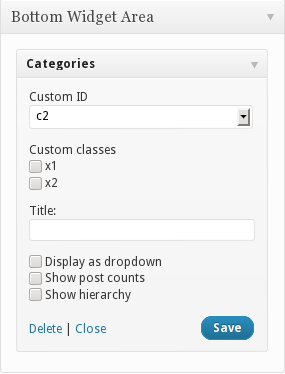 Bottom Widget Area
Categories
Custom ID
c2
Custom classes
x1
x2
Title:
Display as dropdown
Show post counts
Show hierarchy
Delete | Close
Save